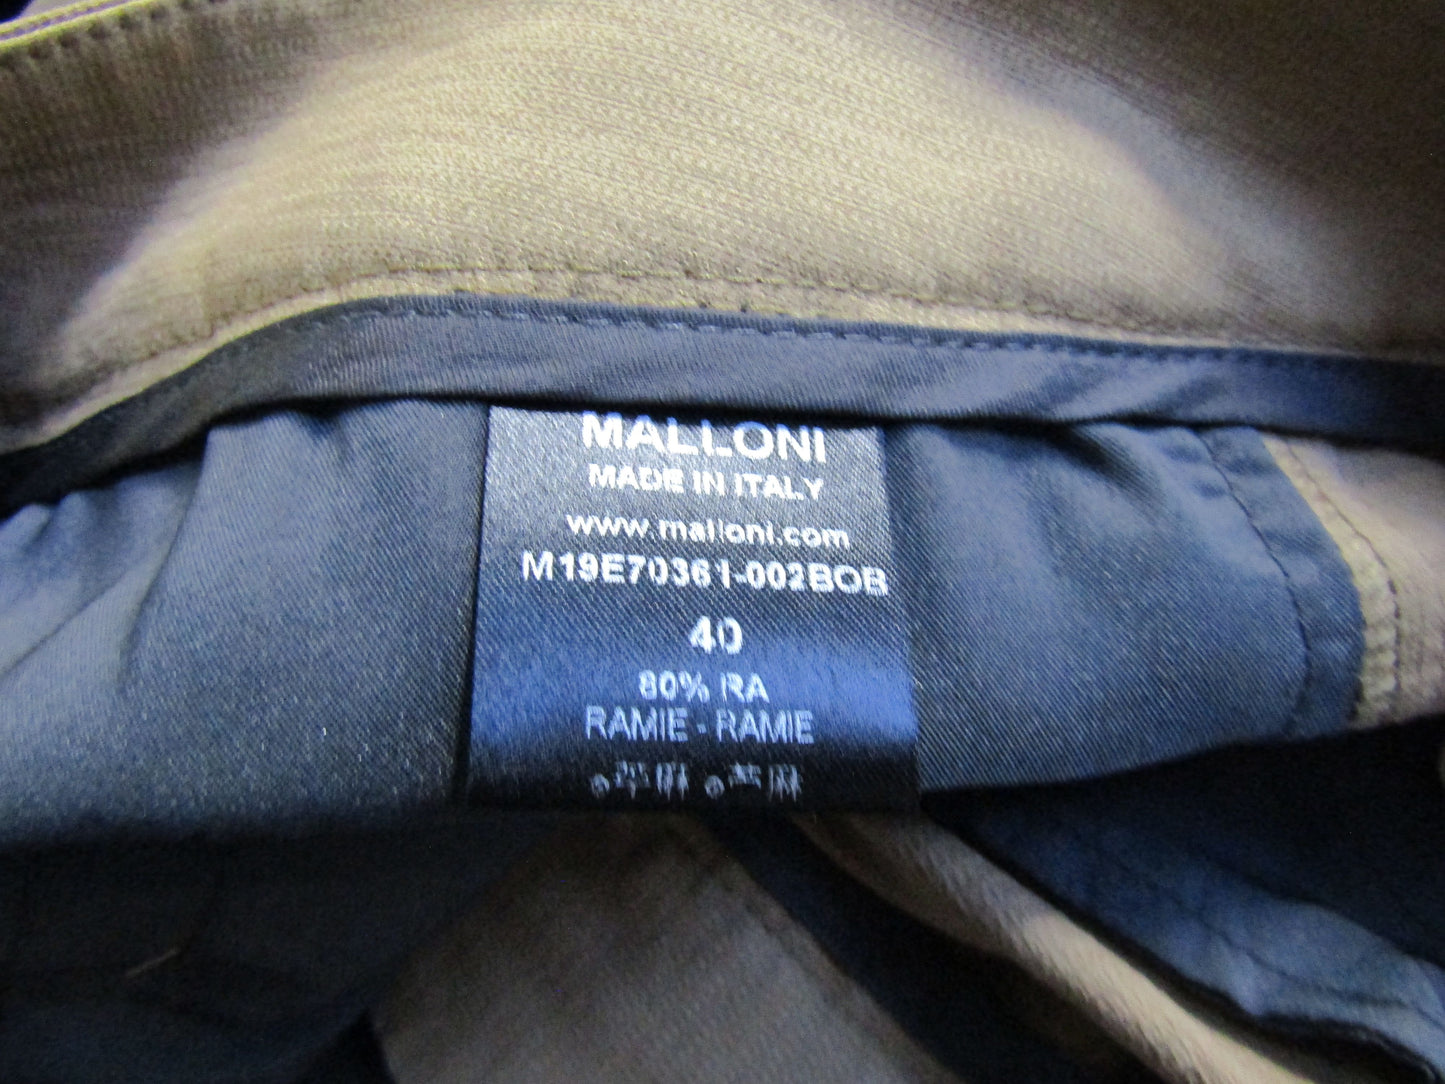 MALLONI
MADE IN ITALY
www.malloni.com
M19E70361-002BOB
40
80% RA
RAMIE - RAMIE